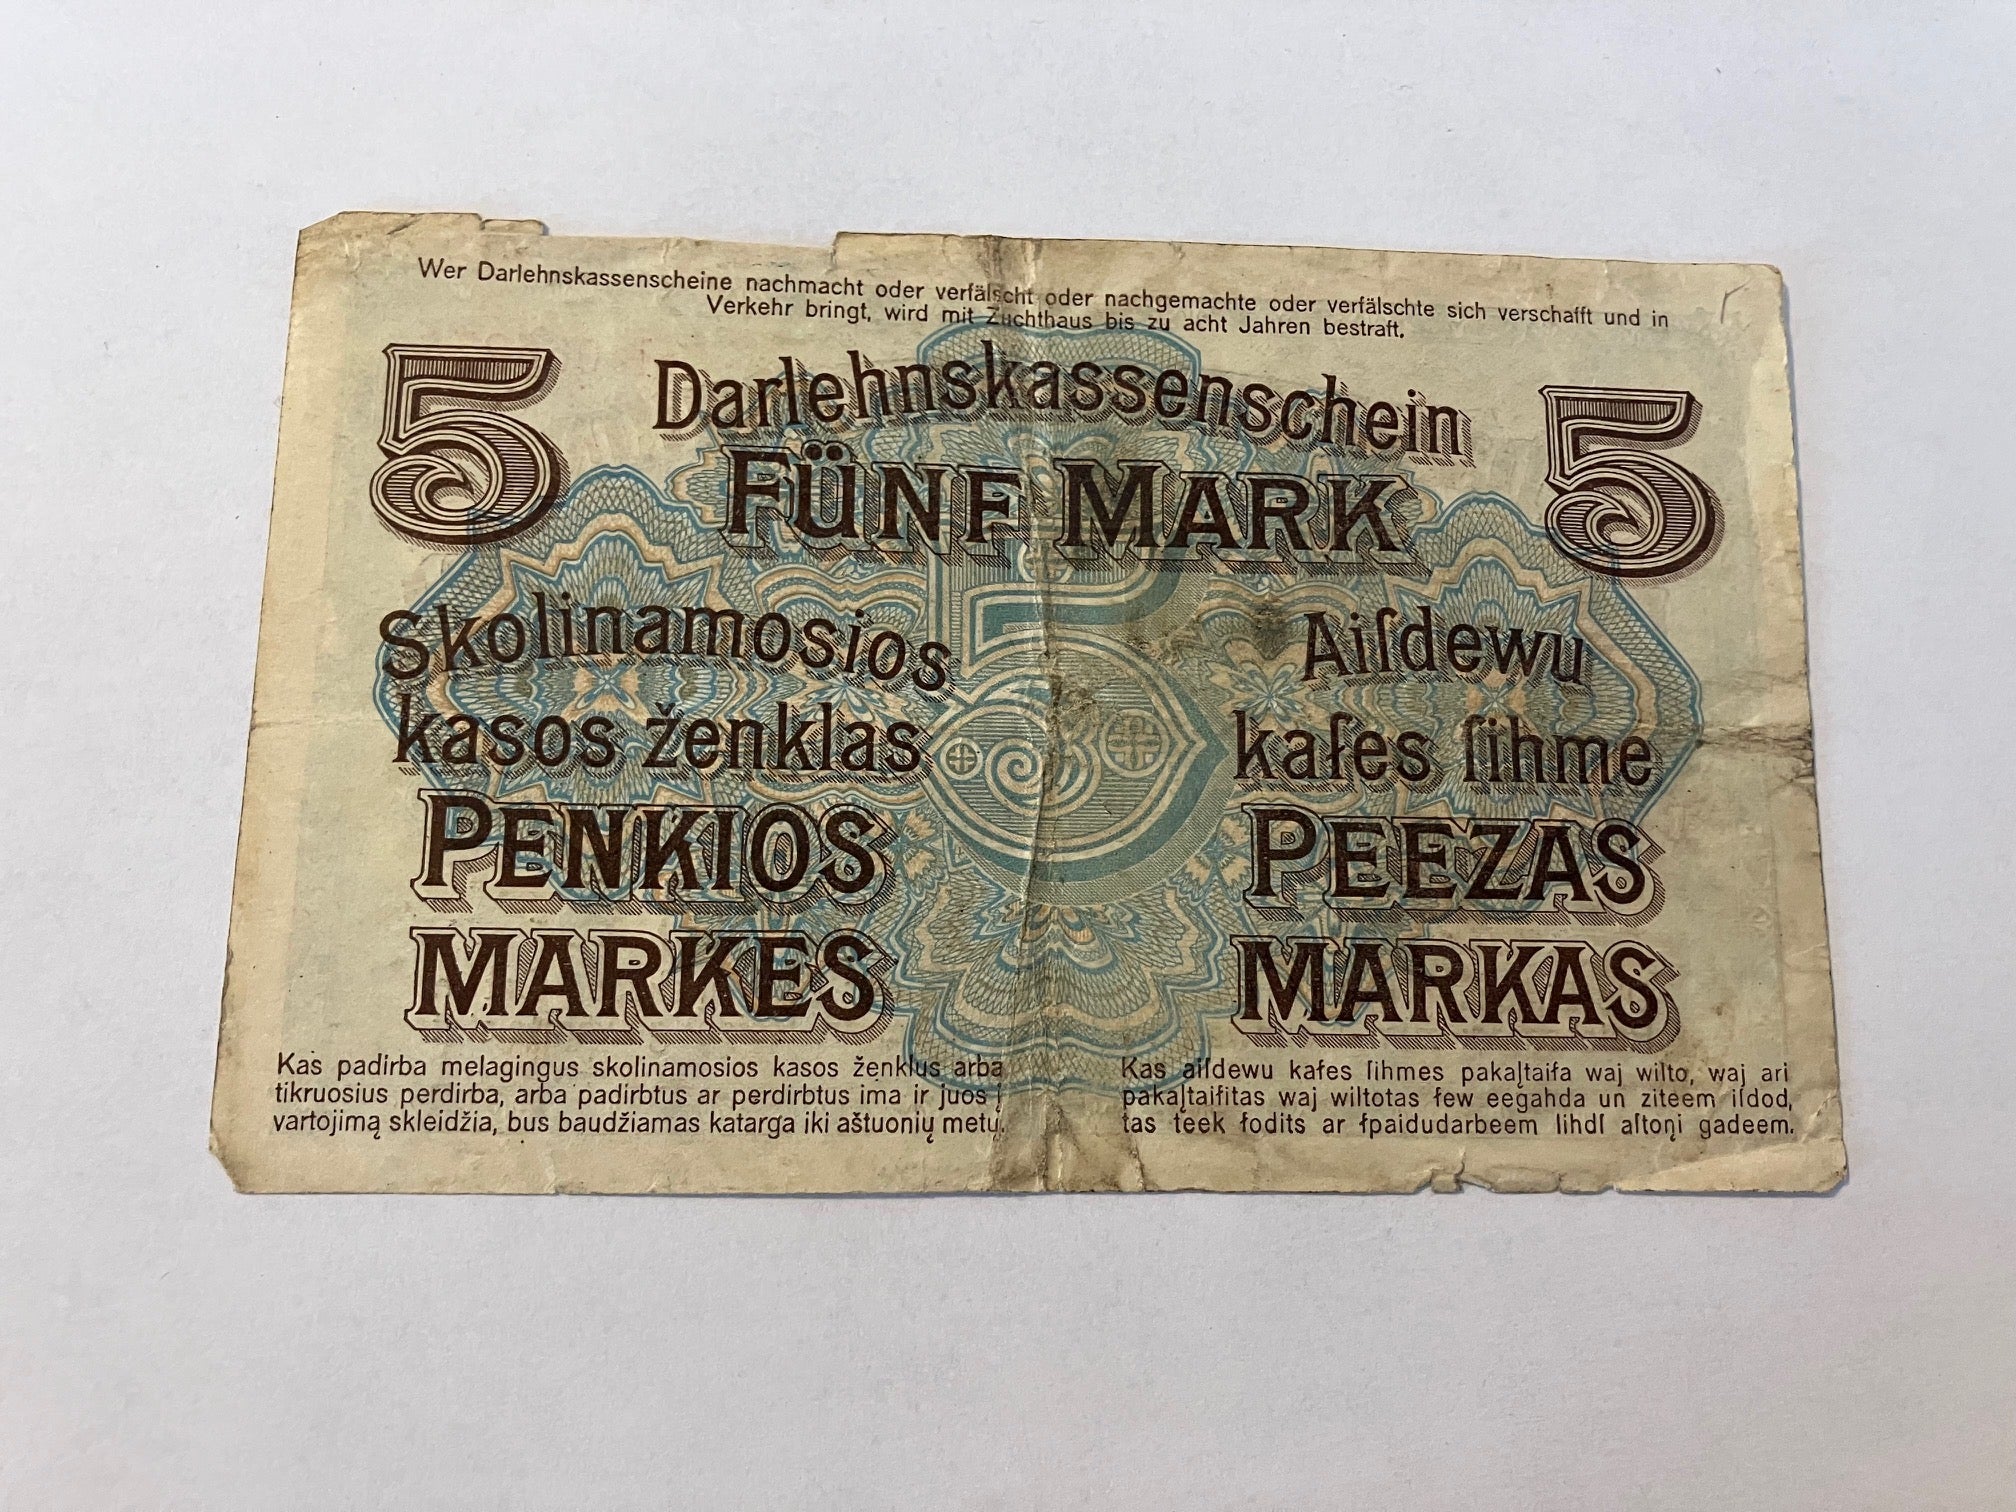 Wer Darlehnskassenscheine nachmacht oder verfälscht oder nachgemachte oder verfälschte sich verschafft und in
Verkehr bringt, wird mit Zuchthaus bis zu acht Jahren bestraft.
5 Darlehnskassenschein 5
FÜNF MARK
5
Skolinamosios
kasos ženklas
PENKIOS
MARKES
Aiſdewu
kaſes ſihme
PEEZAS
MARKAS
Kas padirba melagingus skolinamosios kasos ženklus arba
tikruosius perdirba, arba padirbtus ar perdirbtus ima ir juos į
vartojimą skleidžia, bus baudžiamas katarga iki aštuonių metų.
Kas aiſdewu kaſes ſihmes pakaļtaiſa waj wilto, waj ari
pakaļtaiſitas waj wiltotas ſew eegahda un ziteem iſdod,
tas teek ſodits ar ſpaidudarbeem lihdſ aſtoņi gadeem.